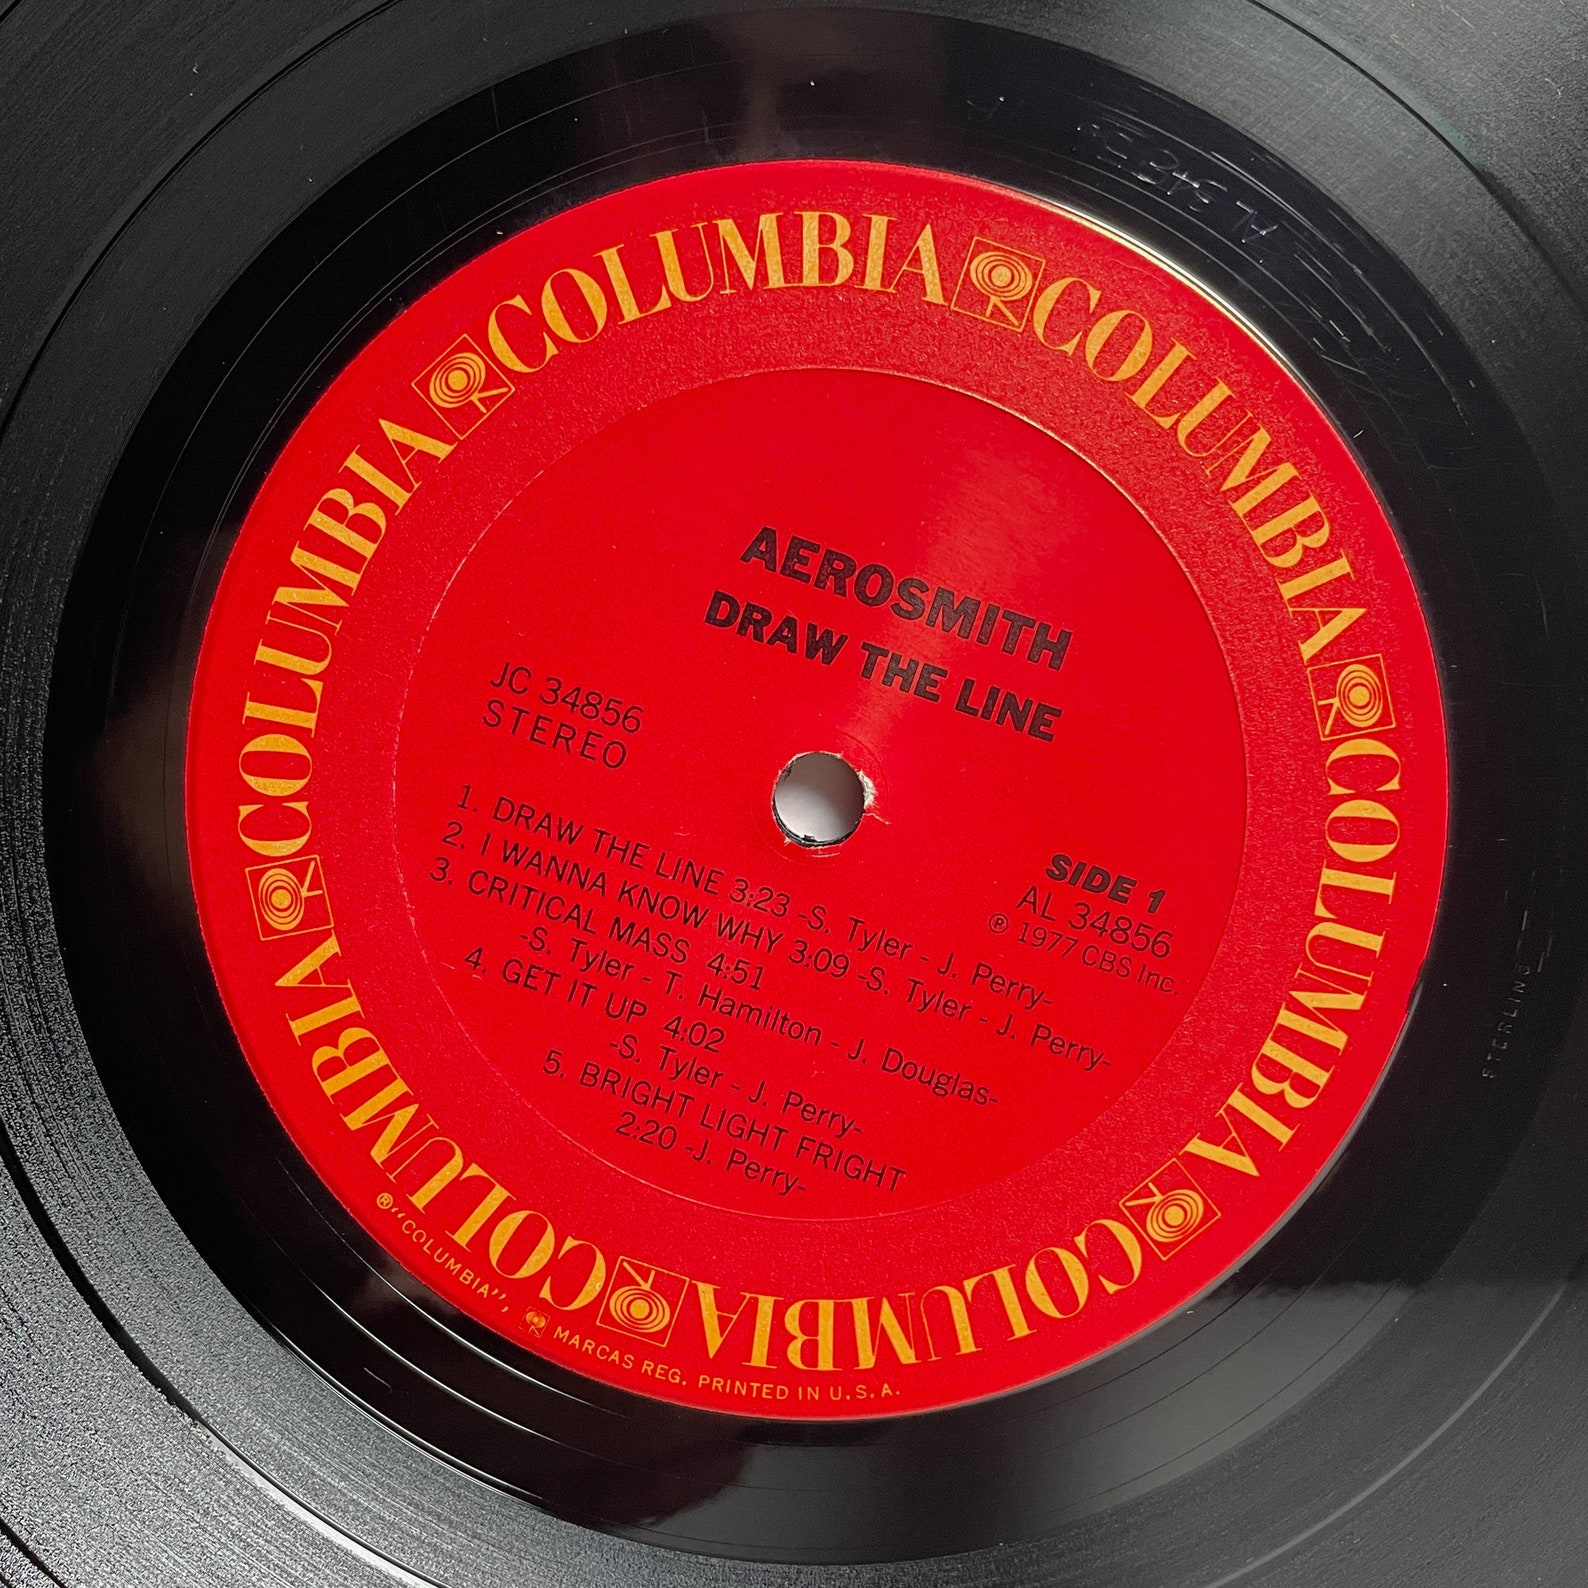 COLUMBIA COLUMBIA COLUMBIA COLUMBIA COLUMBIA COLUMBIA
AEROSMITH
DRAW THE LINE
JC 34856
STEREO
SIDE 1
AL 34856
℗ 1977 CBS Inc.
1. DRAW THE LINE 3:23 -S. Tyler - J. Perry-
2. I WANNA KNOW WHY 3:09 -S. Tyler - J. Perry-
3. CRITICAL MASS 4:51
-S. Tyler - T. Hamilton - J. Douglas-
4. GET IT UP 4:02
-S. Tyler - J. Perry-
5. BRIGHT LIGHT FRIGHT
2:20 -J. Perry-
®"COLUMBIA", MARCAS REG. PRINTED IN U.S.A.
STERLING